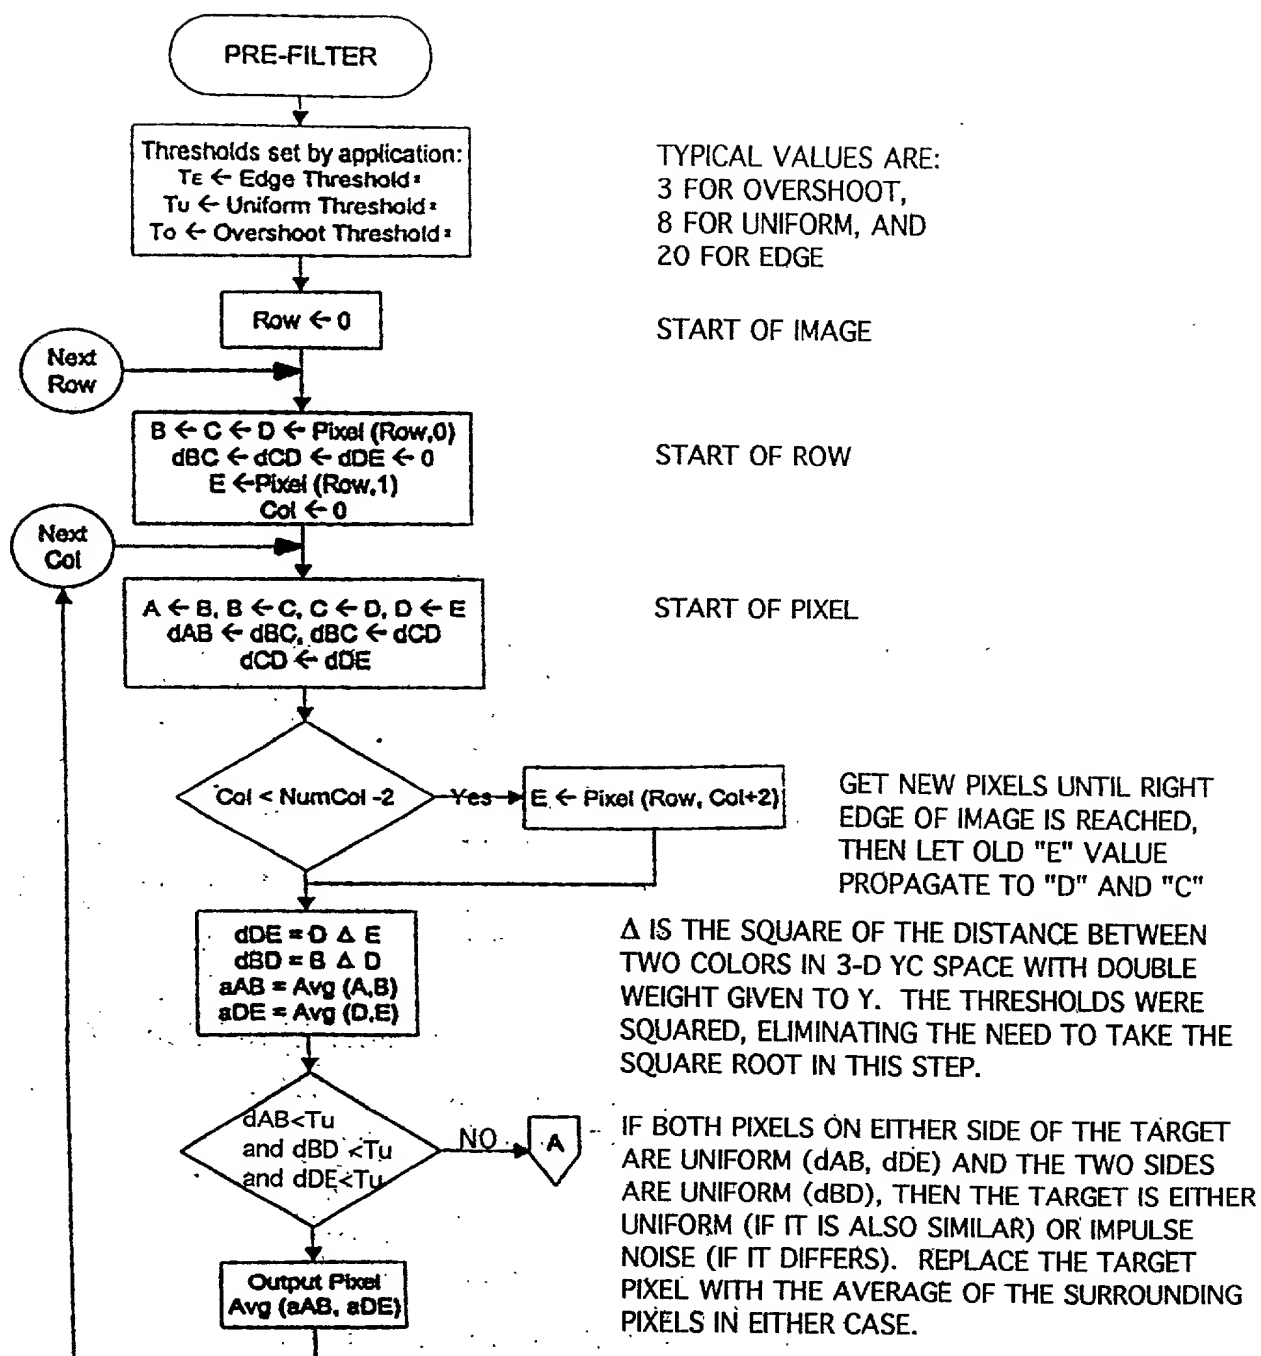 PRE-FILTER
Thresholds set by application:
TE ← Edge Threshold²
Tu ← Uniform Threshold²
To ← Overshoot Threshold²
TYPICAL VALUES ARE:
3 FOR OVERSHOOT,
8 FOR UNIFORM, AND
20 FOR EDGE
Row ← 0
START OF IMAGE
Next
Row
B ← C ← D ← Pixel (Row,0)
dBC ← dCD ← dDE ← 0
E ←Pixel (Row,1)
Col ← 0
START OF ROW
Next
Col
A ← B, B ← C, C ← D, D ← E
dAB ← dBC, dBC ← dCD
dCD ← dDE
START OF PIXEL
Col < NumCol -2
Yes
E ← Pixel (Row, Col+2)
GET NEW PIXELS UNTIL RIGHT
EDGE OF IMAGE IS REACHED,
THEN LET OLD "E" VALUE
PROPAGATE TO "D" AND "C"
dDE = D Δ E
dBD = B Δ D
aAB = Avg (A,B)
aDE = Avg (D,E)
Δ IS THE SQUARE OF THE DISTANCE BETWEEN
TWO COLORS IN 3-D YC SPACE WITH DOUBLE
WEIGHT GIVEN TO Y. THE THRESHOLDS WERE
SQUARED, ELIMINATING THE NEED TO TAKE THE
SQUARE ROOT IN THIS STEP.
dAB<Tu
and dBD <Tu
and dDE<Tu
NO
A
IF BOTH PIXELS ON EITHER SIDE OF THE TARGET
ARE UNIFORM (dAB, dDE) AND THE TWO SIDES
ARE UNIFORM (dBD), THEN THE TARGET IS EITHER
UNIFORM (IF IT IS ALSO SIMILAR) OR IMPULSE
NOISE (IF IT DIFFERS). REPLACE THE TARGET
PIXEL WITH THE AVERAGE OF THE SURROUNDING
PIXELS IN EITHER CASE.
Output Pixel
Avg (aAB, aDE)